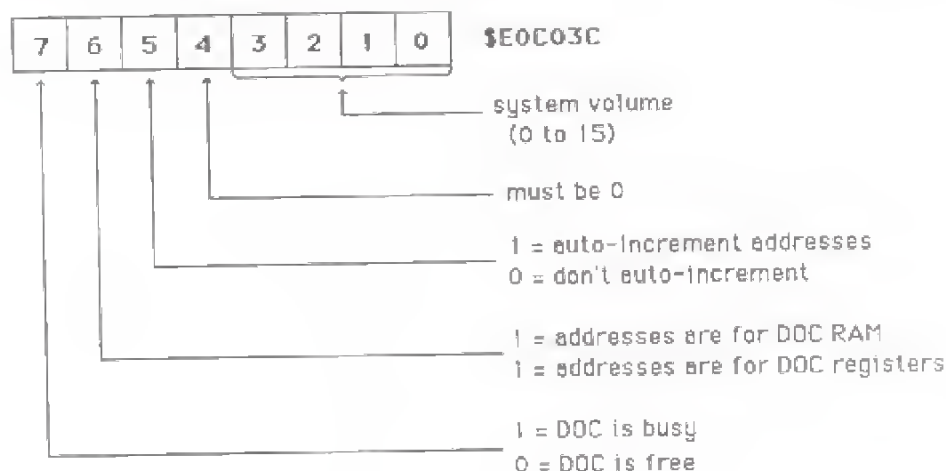 7 6 5 4 3 2 1 0 $E0C03C
system volume
(0 to 15)
must be 0
1 = auto-increment addresses
0 = don't auto-increment
1 = addresses are for DOC RAM
1 = addresses are for DOC registers
1 = DOC is busy
0 = DOC is free